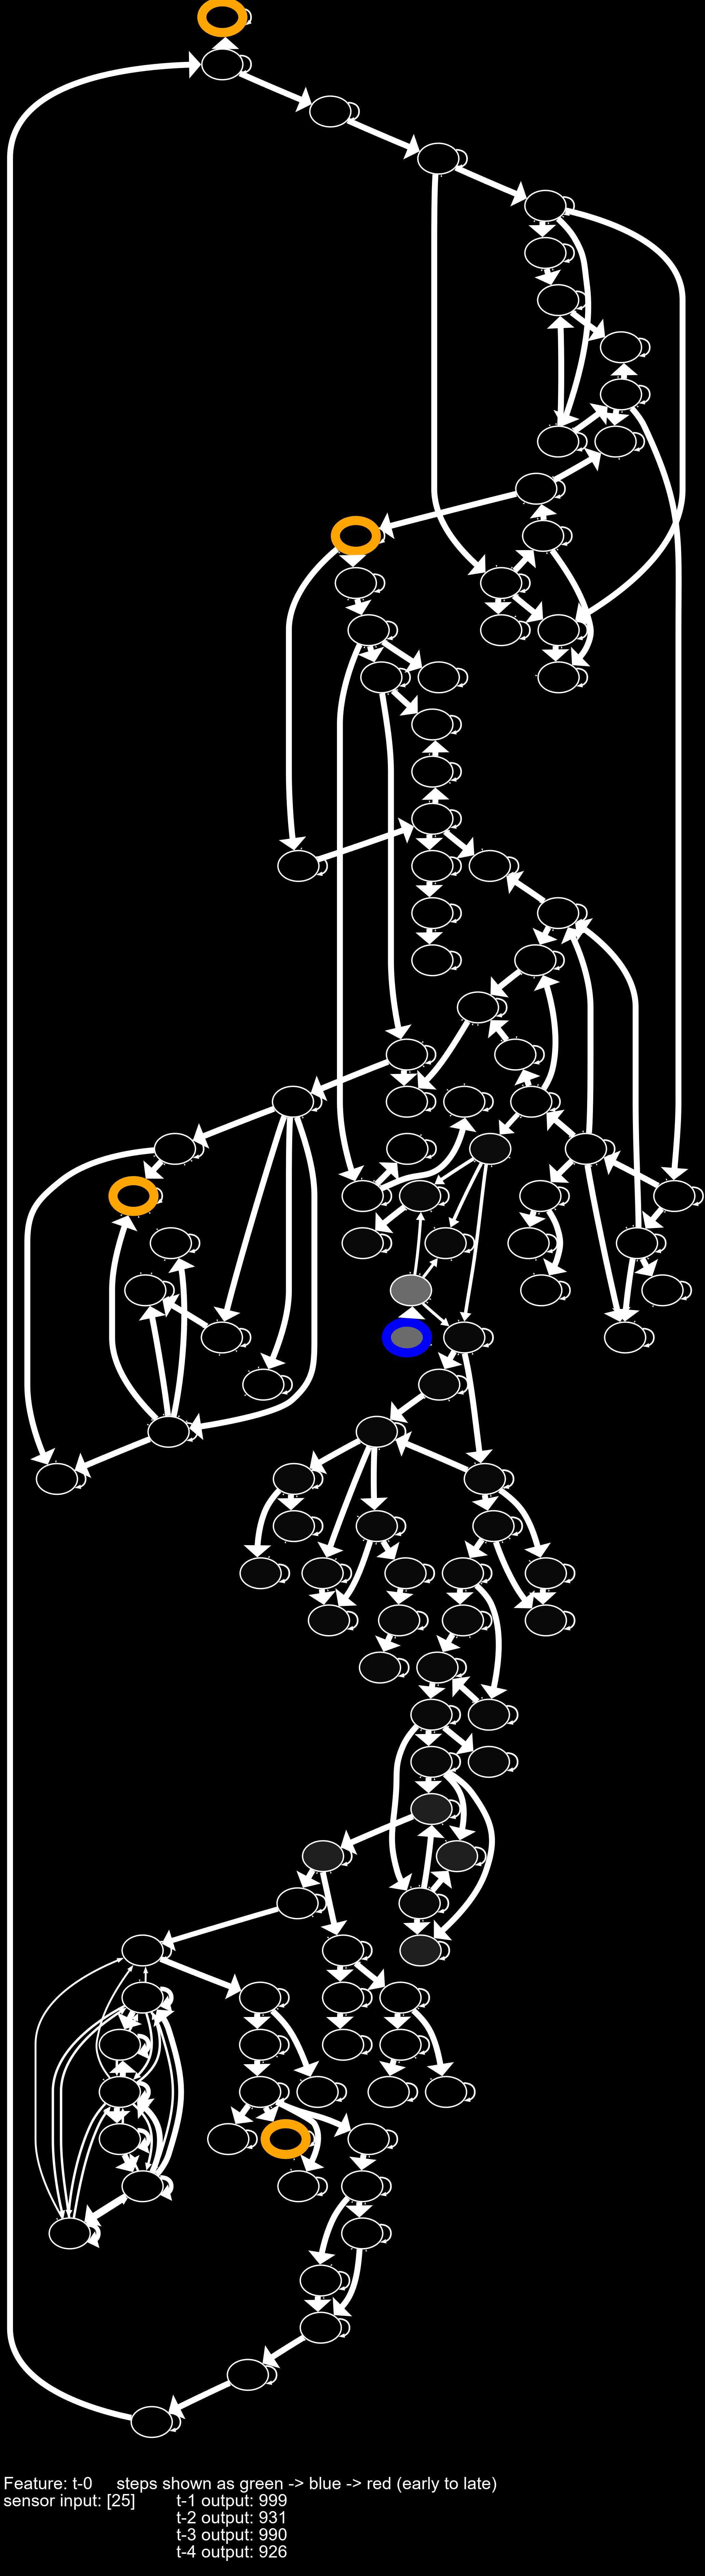 Feature: t-0 steps shown as green -> blue -> red (early to late)
sensor input: [25] t-1 output: 999
t-2 output: 931
t-3 output: 990
t-4 output: 926